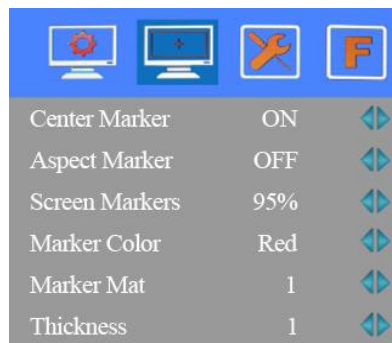 F
Center Marker ON
Aspect Marker OFF
Screen Markers 95%
Marker Color Red
Marker Mat 1
Thickness 1